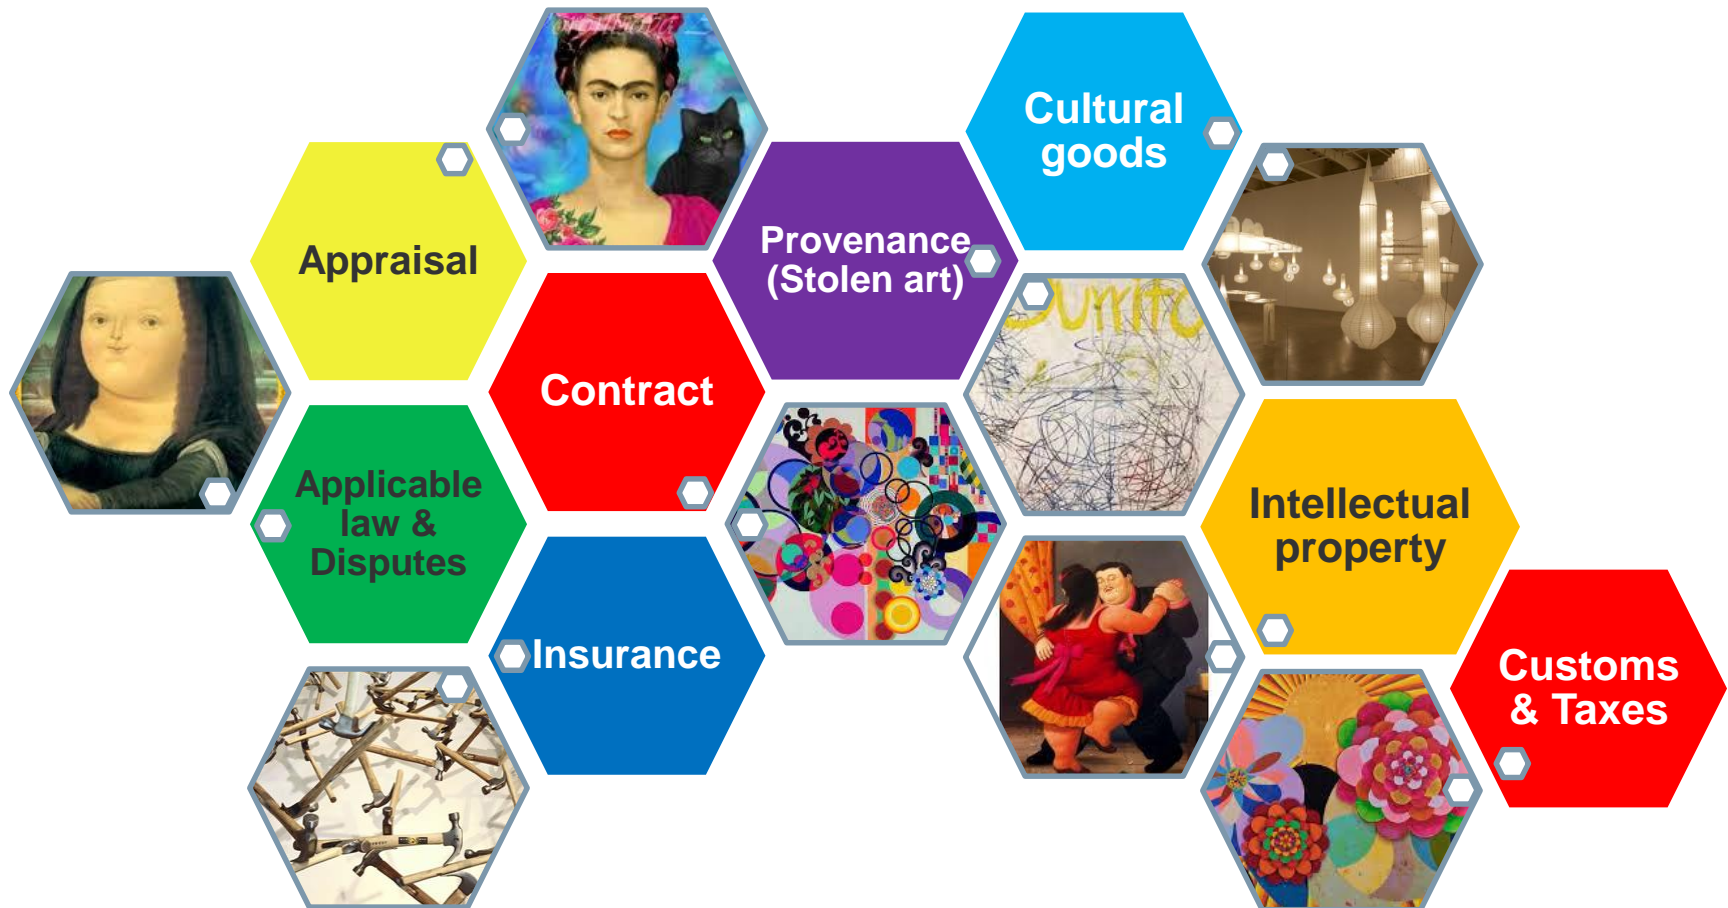 Cultural
goods
Appraisal
Provenance
(Stolen art)
Contract
Applicable
law &
Disputes
Intellectual
property
Insurance
Customs
& Taxes